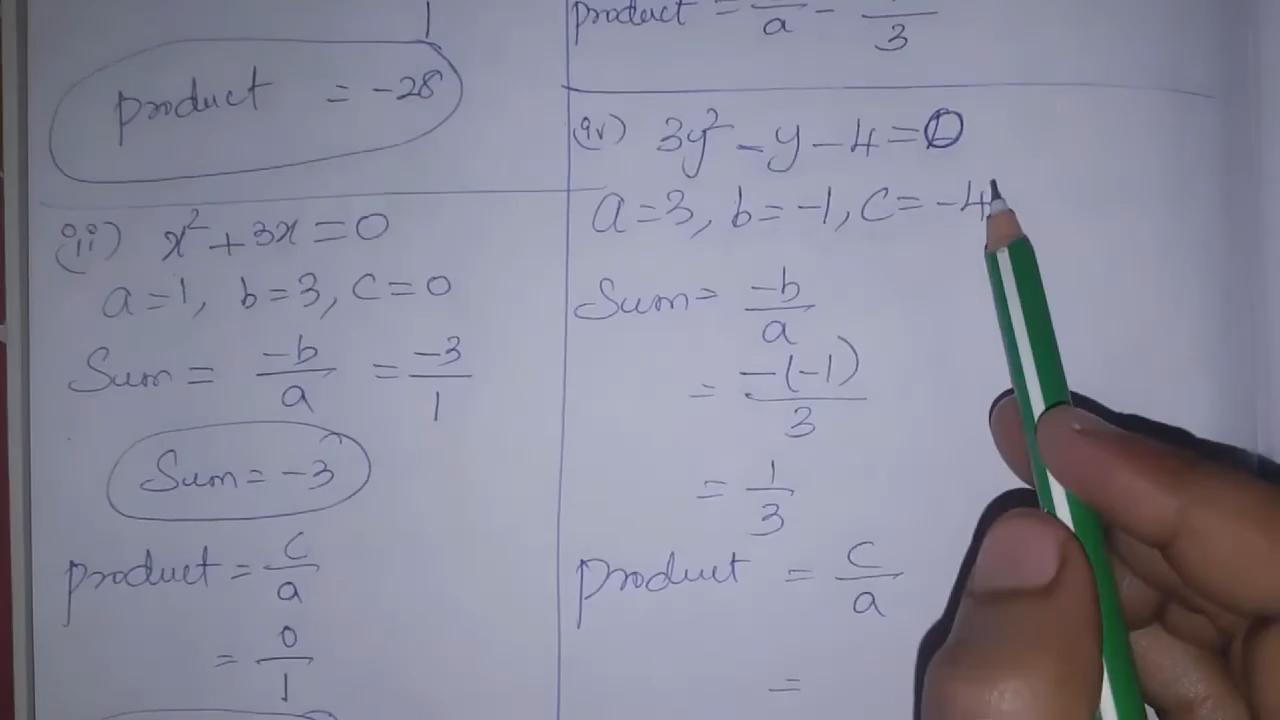 1
product = -28
(ii) x² + 3x = 0
a = 1, b = 3, c = 0
Sum = -b/a = -3/1
Sum = -3
product = c/a
= 0/1
product = /a - /3
(iv) 3y² - y - 4 = 0
a = 3, b = -1, c = -4
Sum = -b/a
= -(-1)/3
= 1/3
product = c/a
=